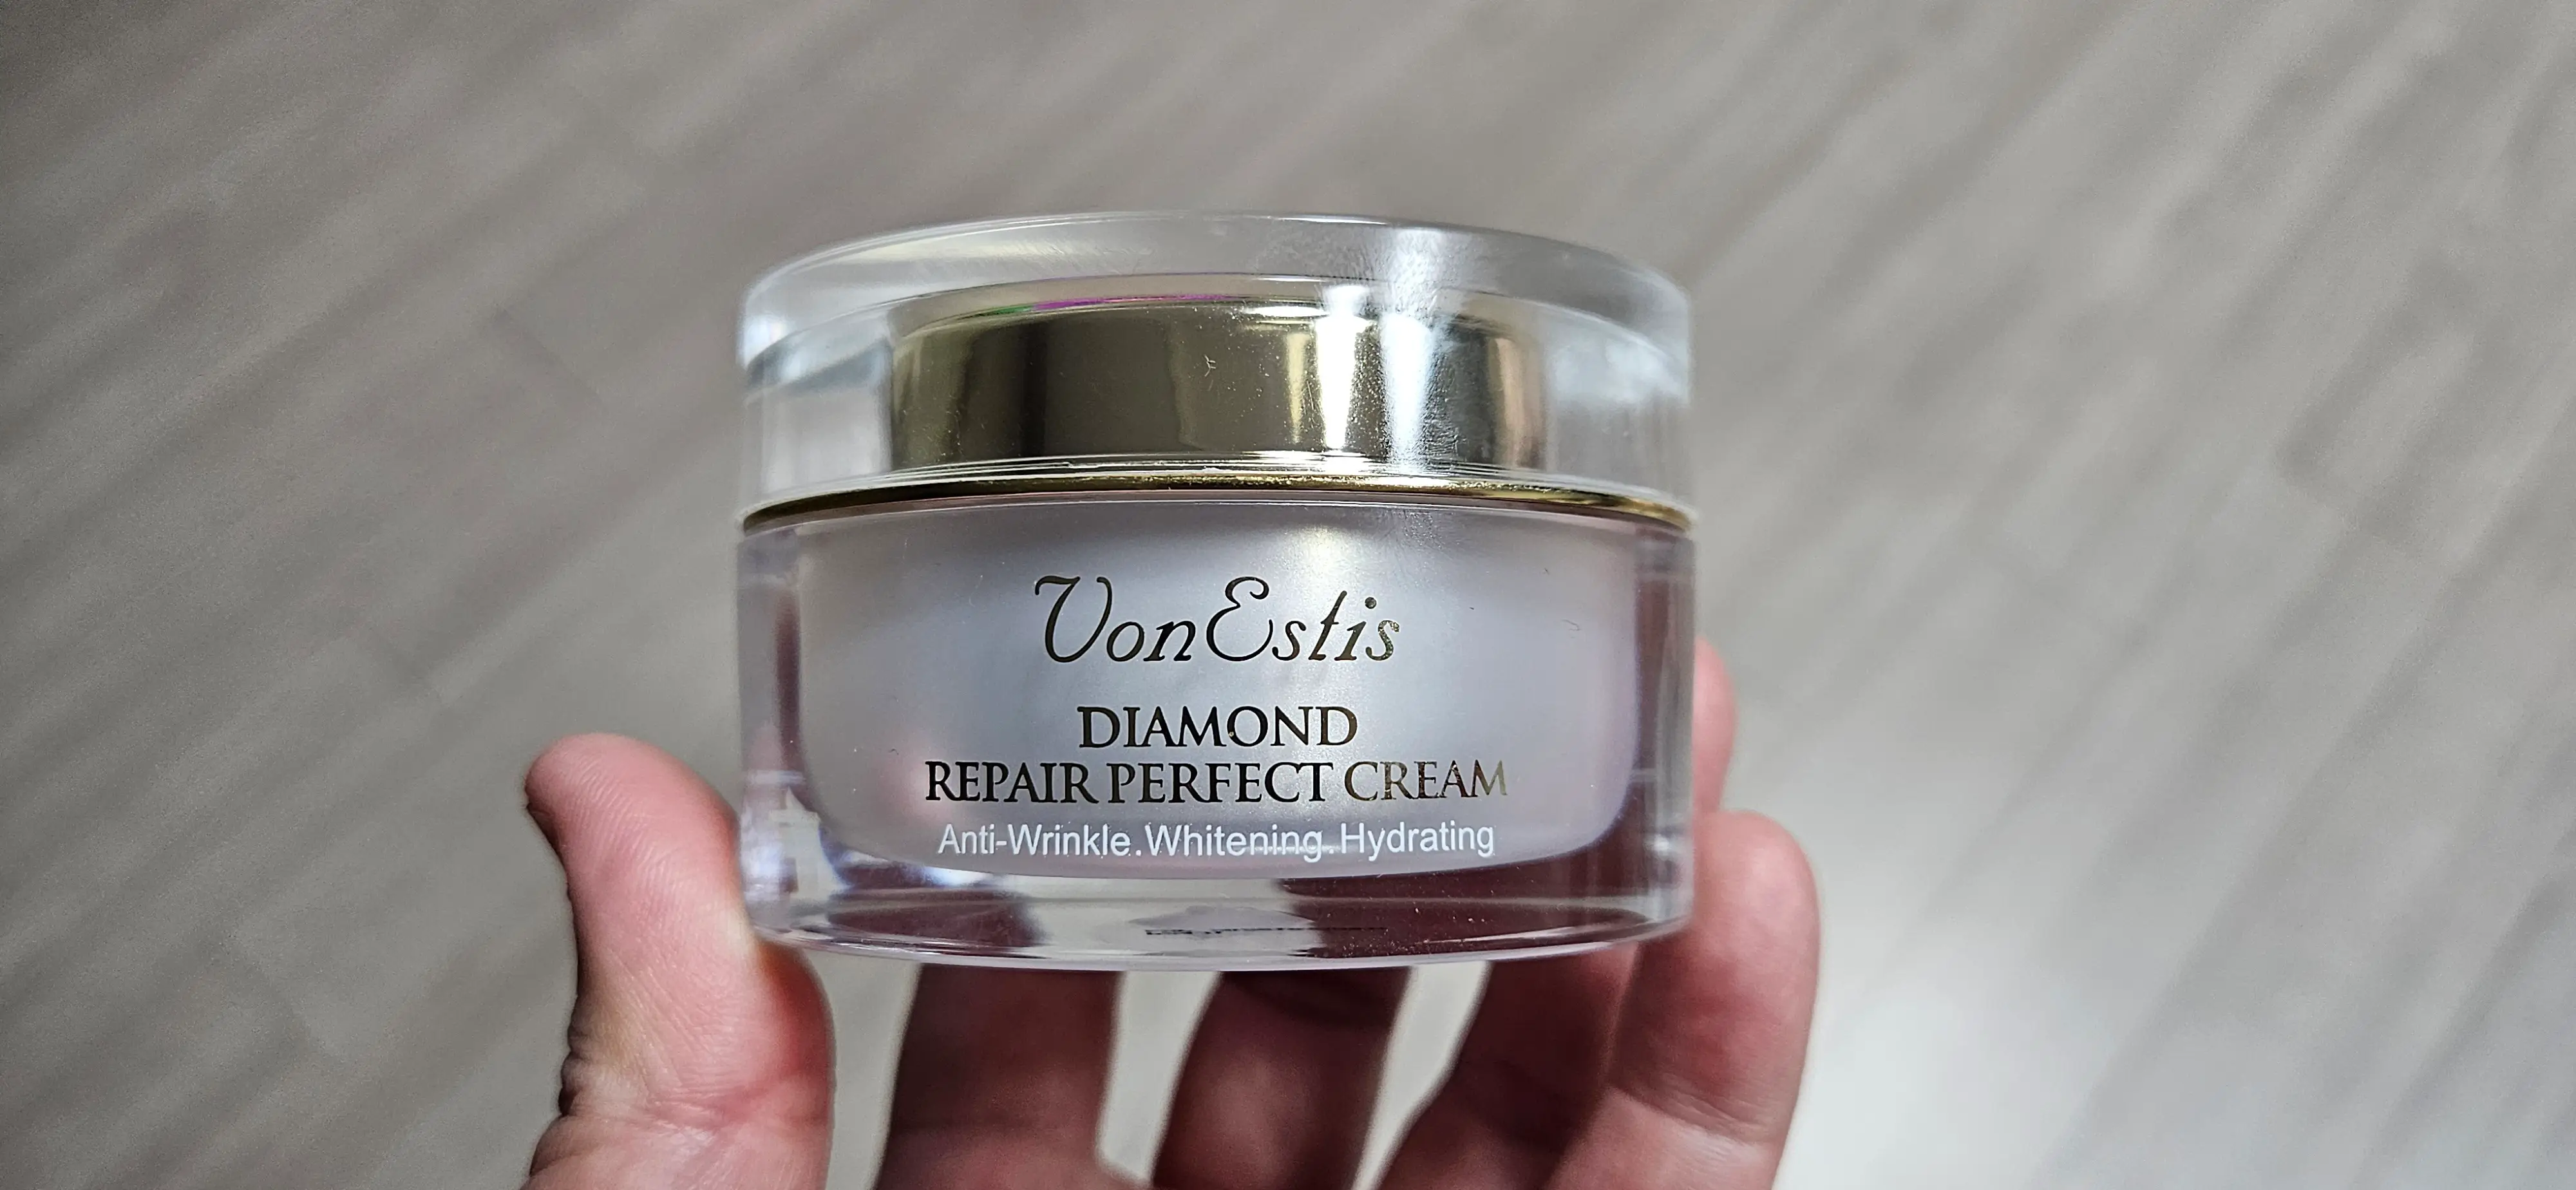 VonEstis
DIAMOND
REPAIR PERFECT CREAM
Anti-Wrinkle.Whitening.Hydrating